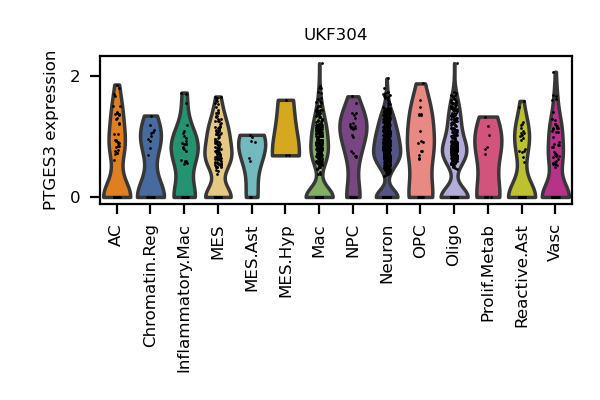 UKF304
PTGES3 expression
2
0
AC
Chromatin.Reg
Inflammatory.Mac
MES
MES.Ast
MES.Hyp
Mac
NPC
Neuron
OPC
Oligo
Prolif.Metab
Reactive.Ast
Vasc